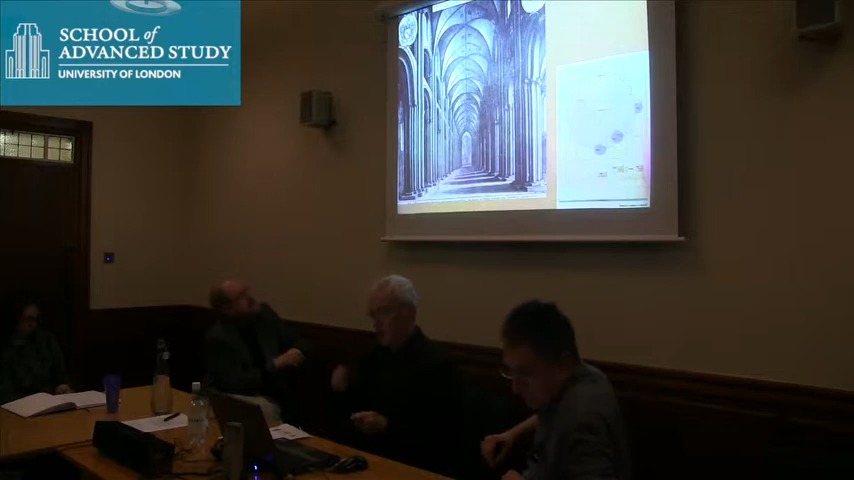 SCHOOL of
ADVANCED STUDY
UNIVERSITY OF LONDON